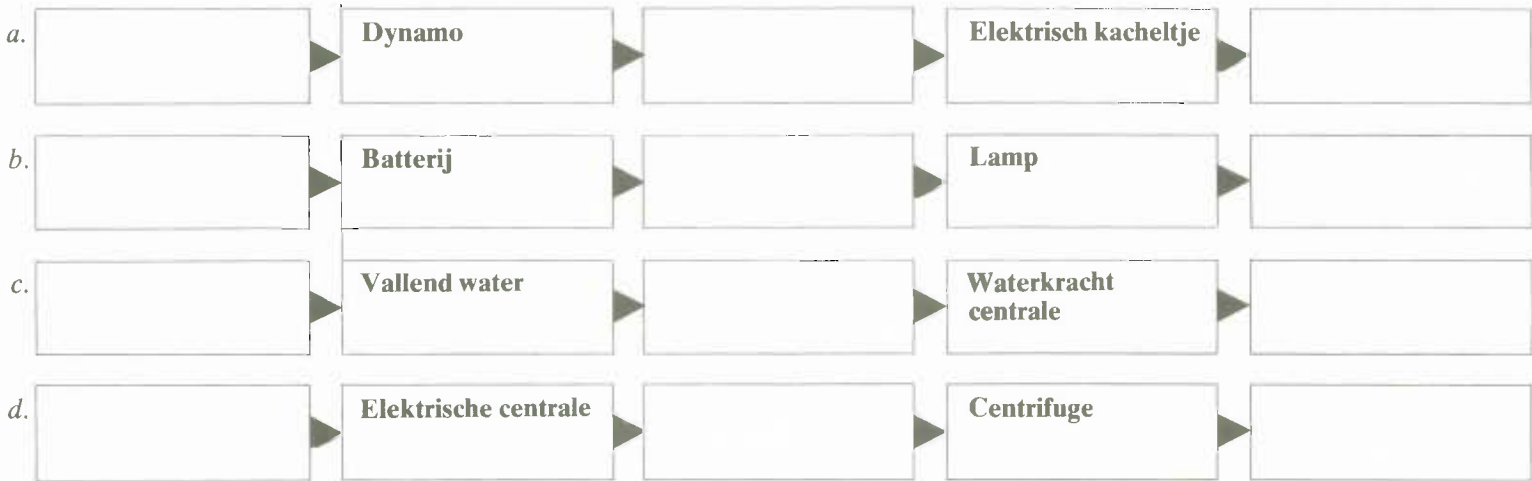 a. Dynamo Elektrisch kacheltje
b. Batterij Lamp
c. Vallend water Waterkracht
centrale
d. Elektrische centrale Centrifuge